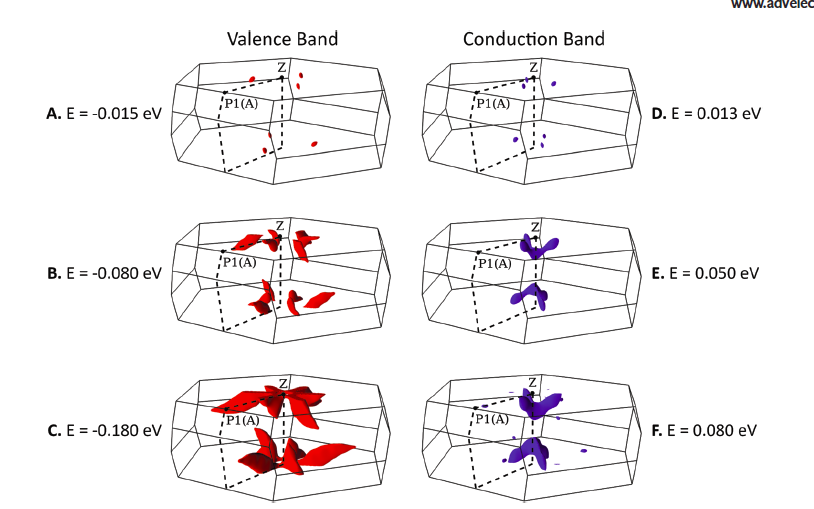 www.advelec
Valence Band
Conduction Band
Z
Z
P1(A)
P1(A)
A. E = -0.015 eV
D. E = 0.013 eV
Z
Z
P1(A)
P1(A)
B. E = -0.080 eV
E. E = 0.050 eV
Z
Z
P1(A)
P1(A)
C. E = -0.180 eV
F. E = 0.080 eV